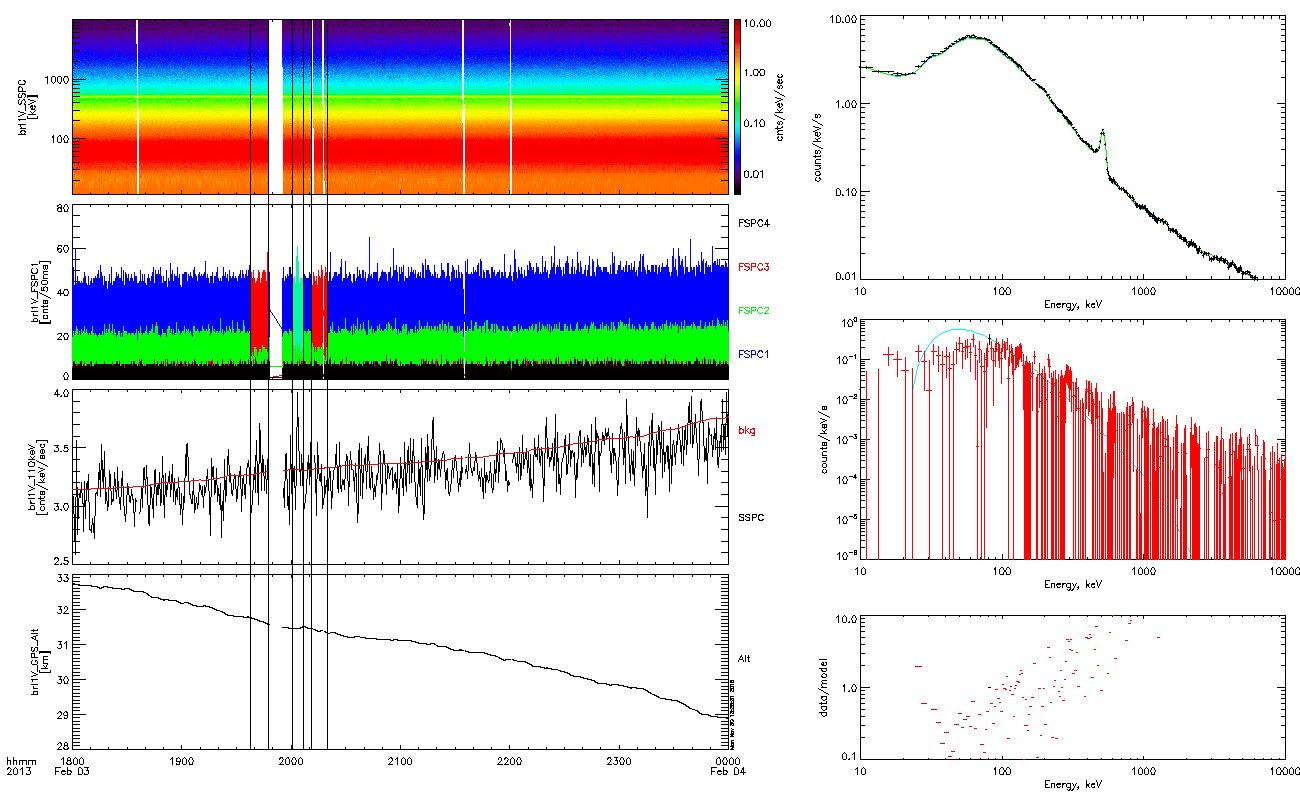 brl1V_SSPC
[keV]
1000
100
10.00
1.00
0.10
0.01
cnts/keV/sec
brl1V_FSPC1
[cnts/50ms]
80
60
40
20
0
FSPC4
FSPC3
FSPC2
FSPC1
brl1V_110keV
[cnts/keV/sec]
4.0
3.5
3.0
2.5
bkg
SSPC
brl1V_GPS_Alt
[km]
33
32
31
30
29
28
Alt
hhmm
2013
1800
Feb 03
1900
2000
2100
2200
2300
0000
Feb 04
counts/keV/s
10.00
1.00
0.10
0.01
10 100 1000 10000
Energy, keV
counts/keV/s
10⁰
10⁻¹
10⁻²
10⁻³
10⁻⁴
10⁻⁵
10⁻⁶
10 100 1000 10000
Energy, keV
data/model
10.0
1.0
0.1
10 100 1000 10000
Energy, keV